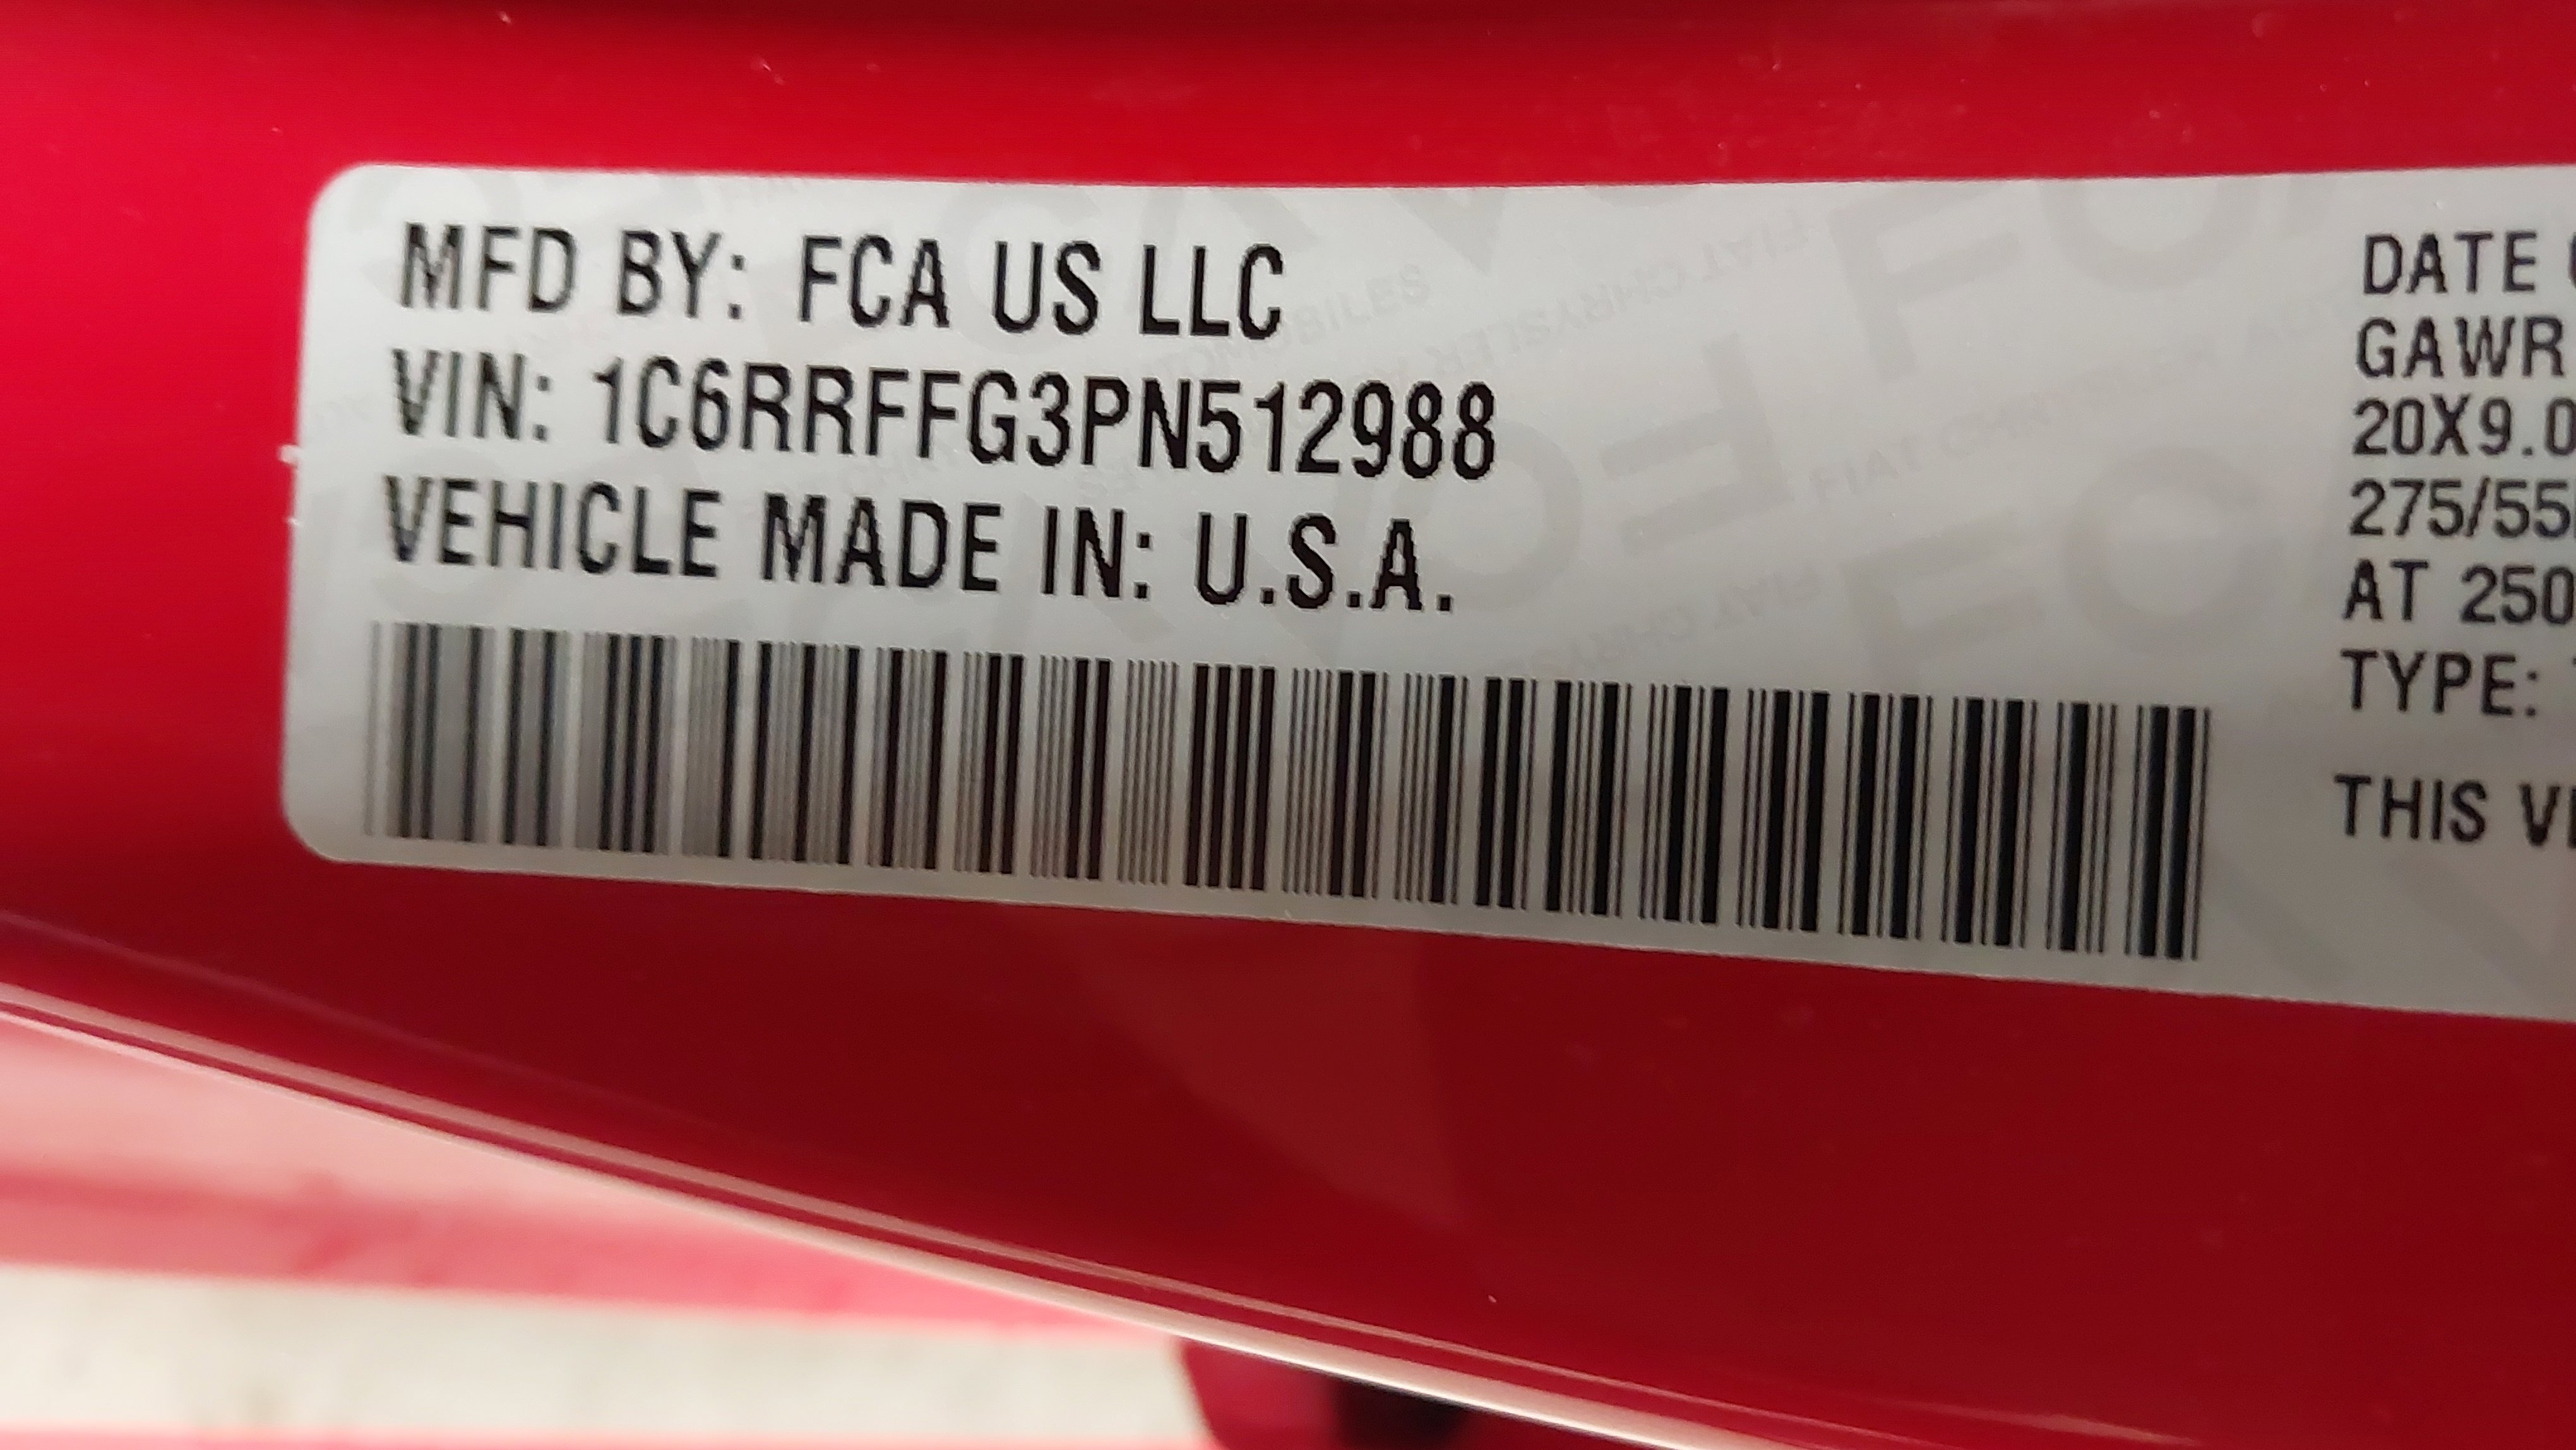 MFD BY: FCA US LLC
VIN: 1C6RRFFG3PN512988
VEHICLE MADE IN: U.S.A.
DATE
GAWR
20X9.0
275/55
AT 250
TYPE:
THIS